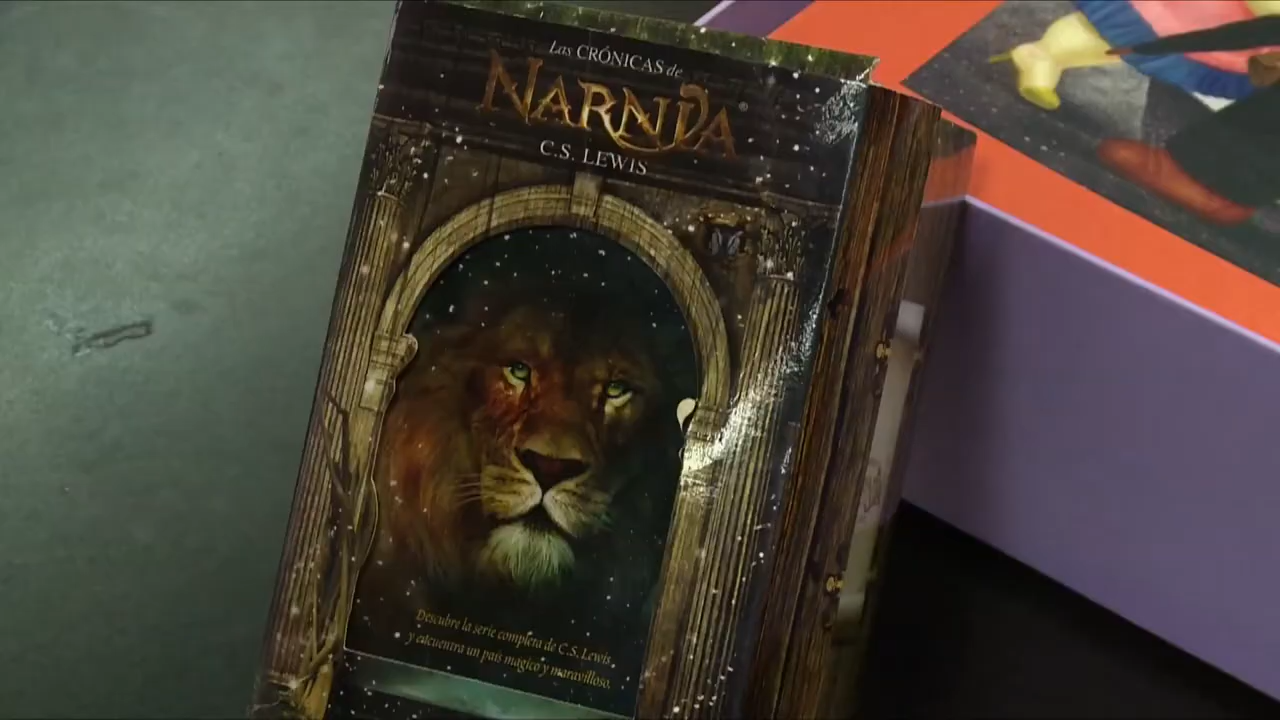 Las CRÓNICAS de
NARNIA®
C.S. LEWIS
Descubre la serie completa de C.S. Lewis
y encuentra un país mágico y maravilloso.